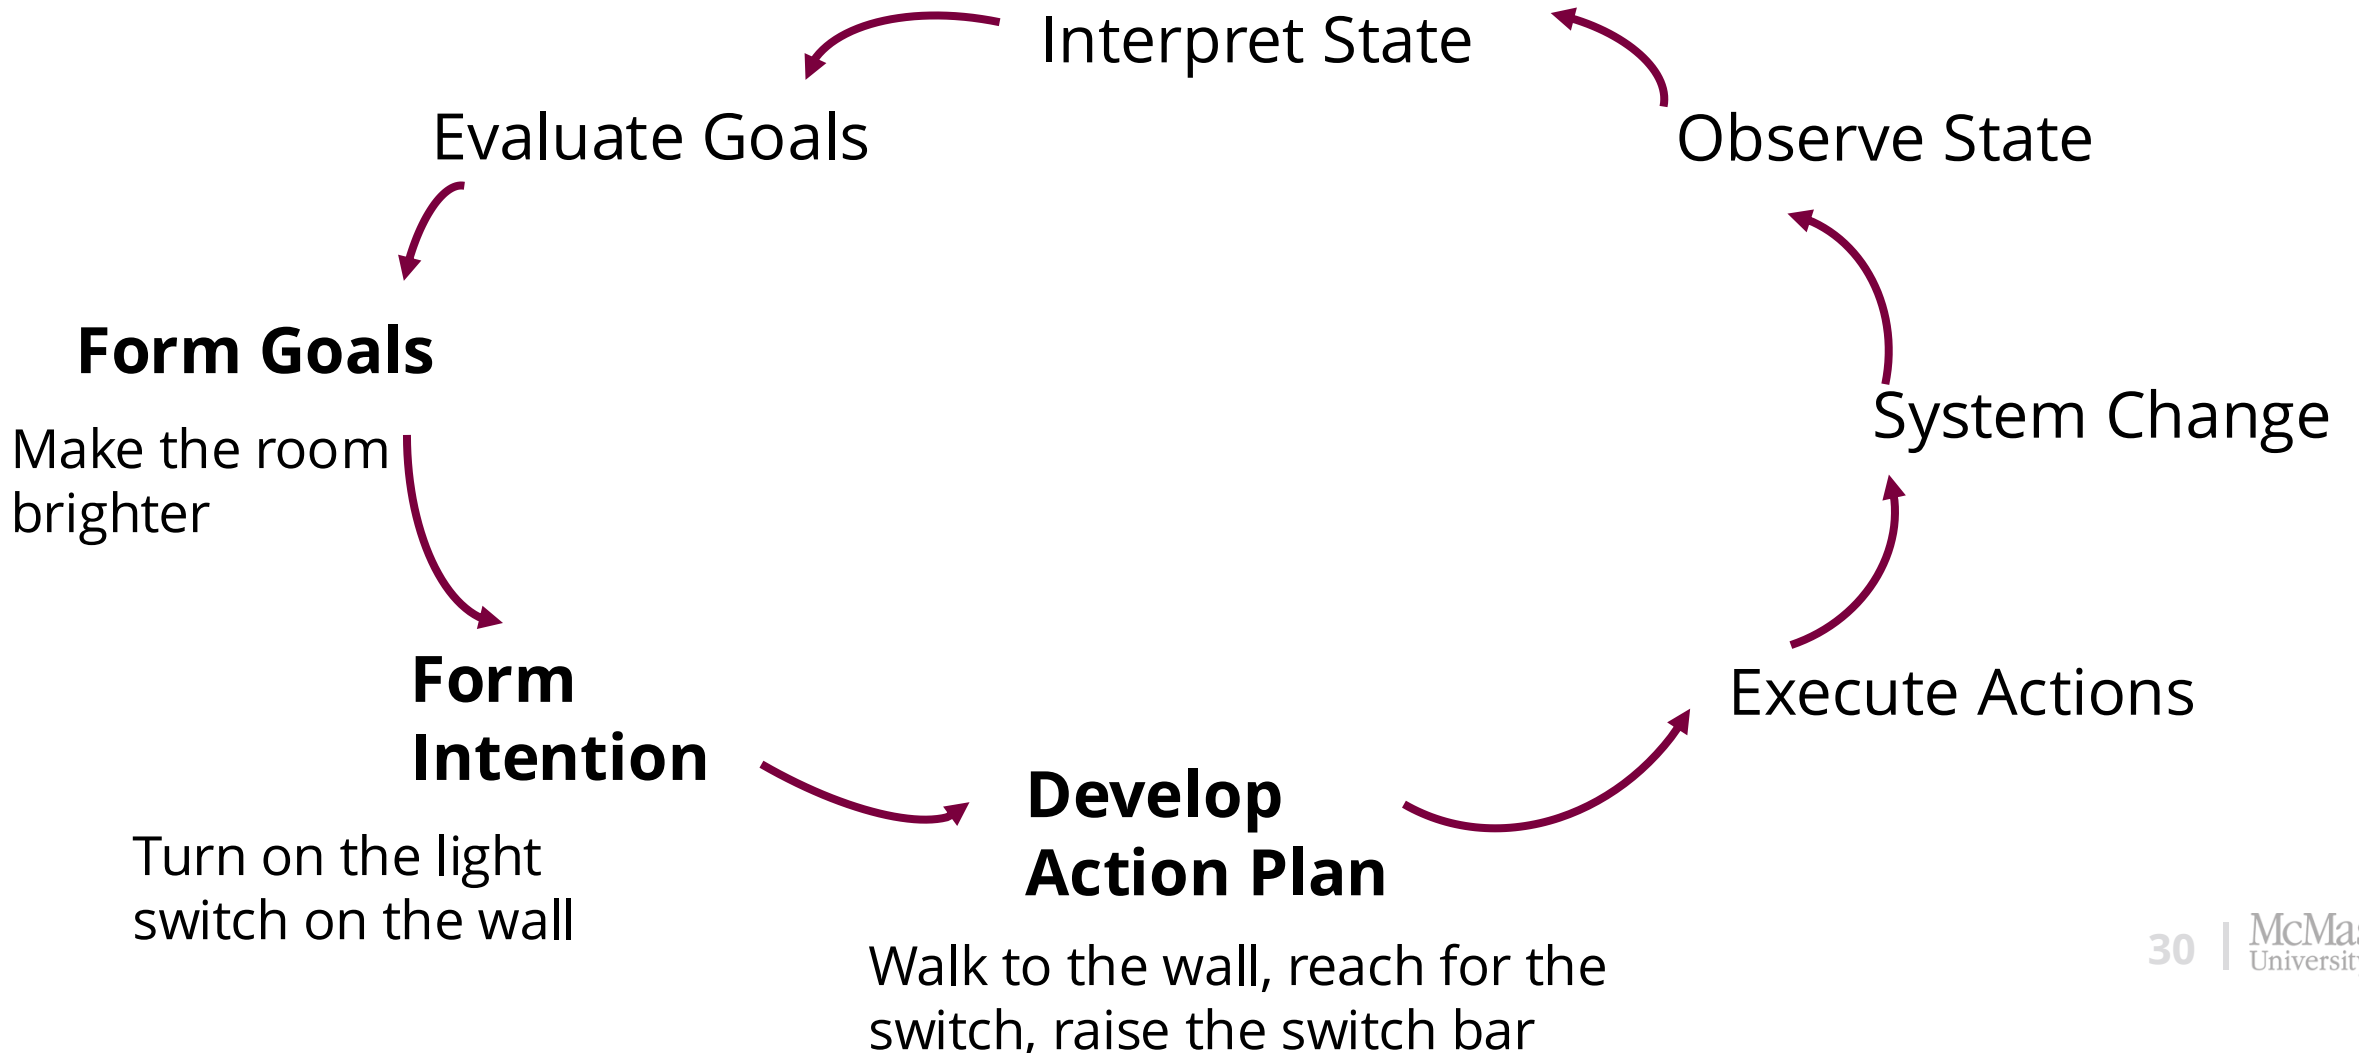 Interpret State
Evaluate Goals
Observe State
Form Goals
Make the room
brighter
System Change
Form
Intention
Execute Actions
Develop
Action Plan
Turn on the light
switch on the wall
Walk to the wall, reach for the
switch, raise the switch bar
30